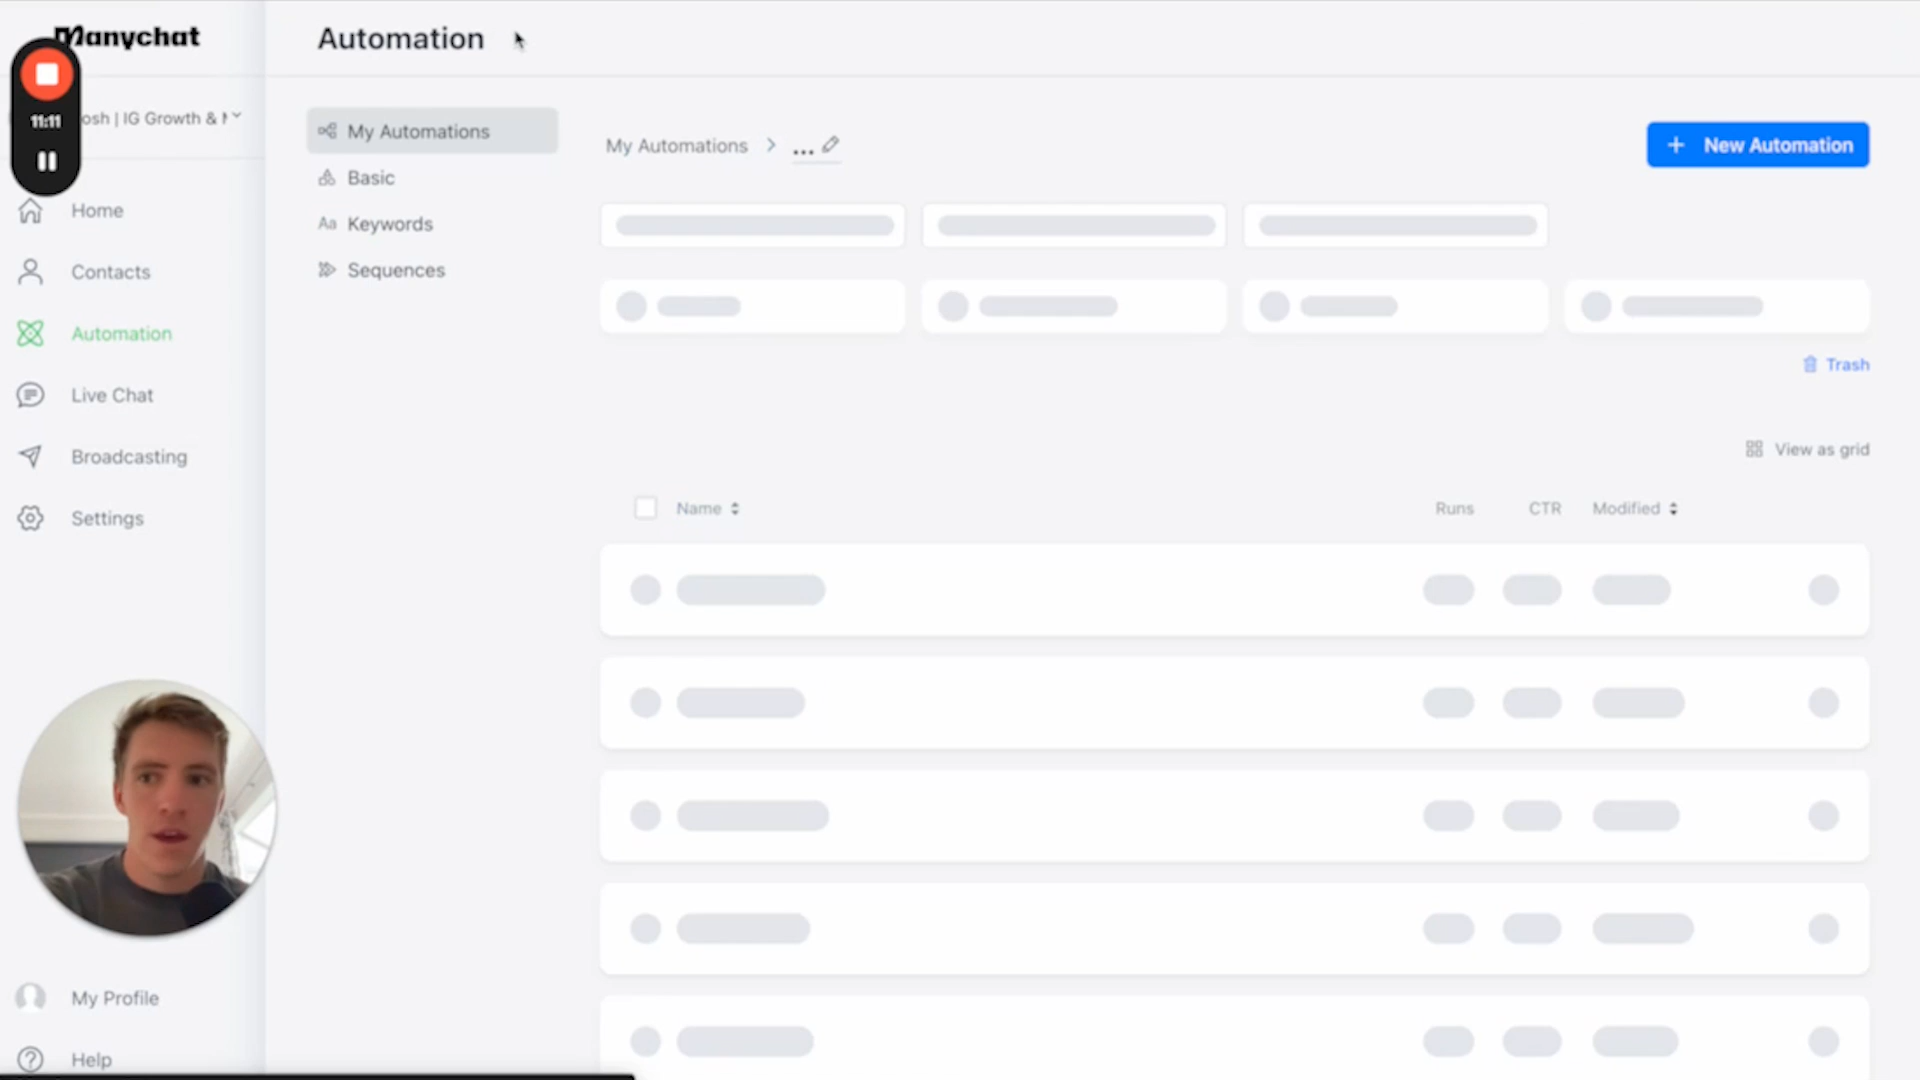 Manychat
Automation
11:11
osh | IG Growth &
My Automations
Basic
Aa Keywords
Sequences
My Automations > ...
+ New Automation
Home
Contacts
Automation
Live Chat
Broadcasting
Settings
Trash
View as grid
Name
Runs
CTR
Modified
My Profile
Help